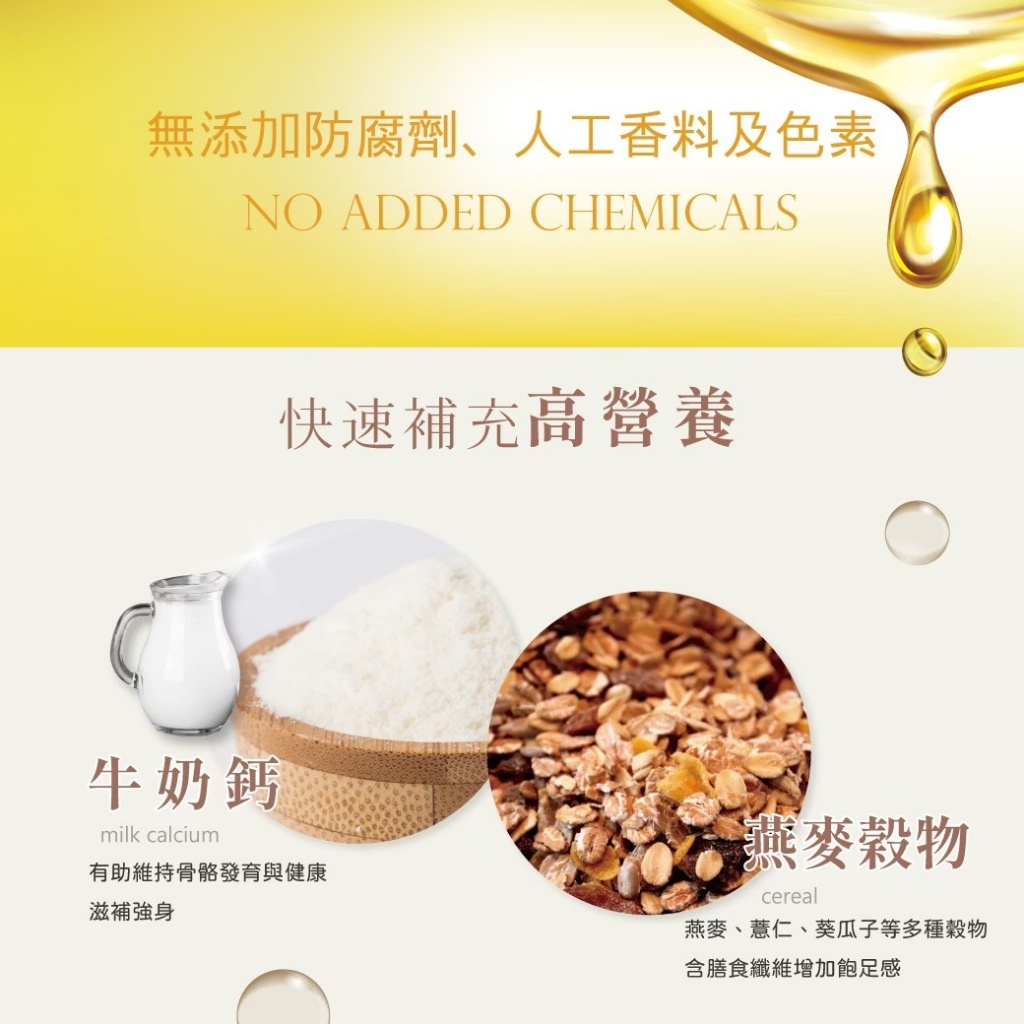 無添加防腐劑、人工香料及色素
NO ADDED CHEMICALS
快速補充高營養
牛奶鈣
milk calcium
有助維持骨骼發育與健康
滋補強身
燕麥穀物
cereal
燕麥、薏仁、葵瓜子等多種穀物
含膳食纖維增加飽足感